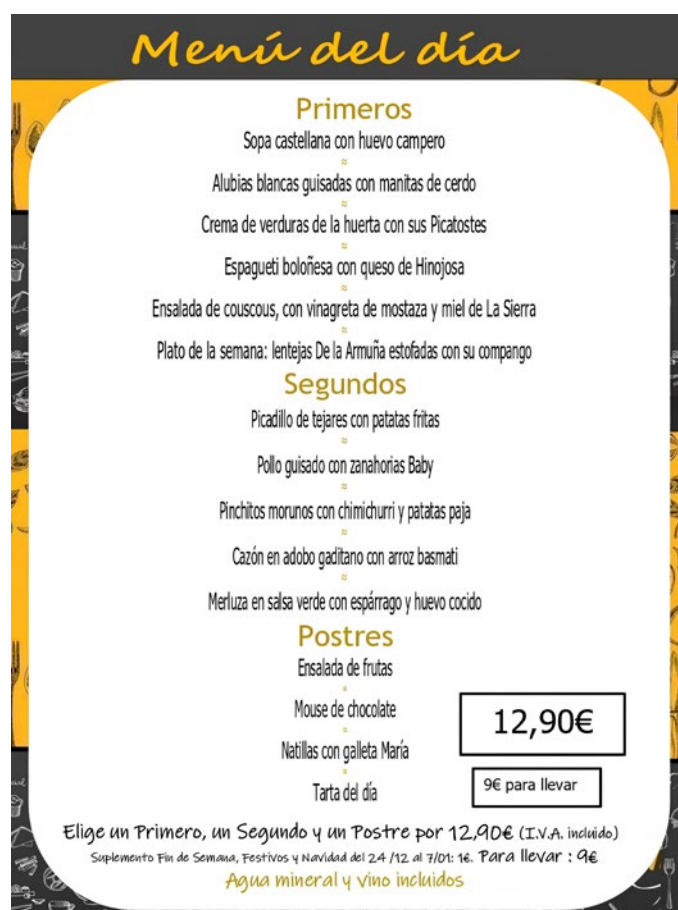 Menú del día
Primeros
Sopa castellana con huevo campero
≈
Alubias blancas guisadas con manitas de cerdo
≈
Crema de verduras de la huerta con sus Picatostes
≈
Espagueti boloñesa con queso de Hinojosa
≈
Ensalada de couscous, con vinagreta de mostaza y miel de La Sierra
≈
Plato de la semana: lentejas De la Armuña estofadas con su compango
Segundos
Picadillo de tejares con patatas fritas
≈
Pollo guisado con zanahorias Baby
≈
Pinchitos morunos con chimichurri y patatas paja
≈
Cazón en adobo gaditano con arroz basmati
≈
Merluza en salsa verde con espárrago y huevo cocido
Postres
Ensalada de frutas
≈
Mouse de chocolate
≈
Natillas con galleta María
≈
Tarta del día
12,90€
9€ para llevar
Elige un Primero, un Segundo y un Postre por 12,90€ (I.V.A. incluido)
Suplemento Fin de Semana, Festivos y Navidad del 24 /12 al 7/01: 1€. Para llevar : 9€
Agua mineral y vino incluidos